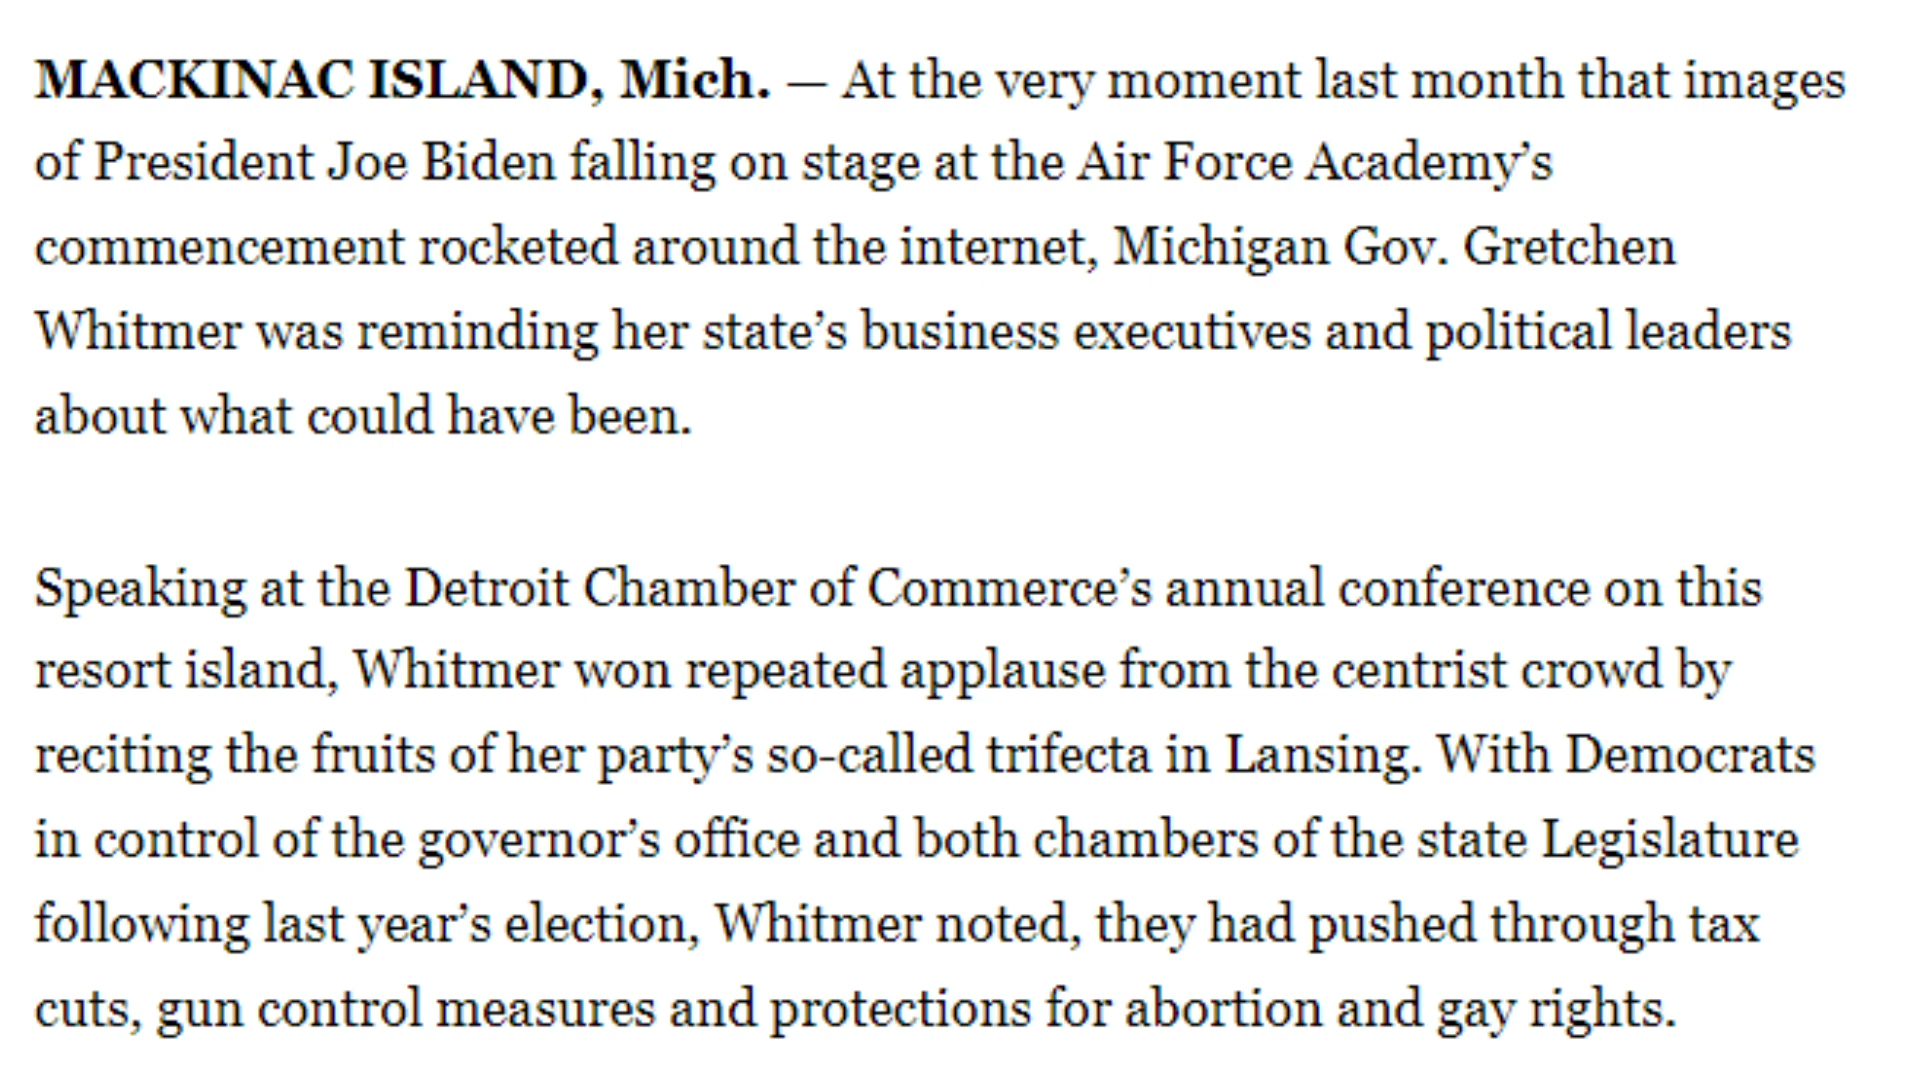 MACKINAC ISLAND, Mich. — At the very moment last month that images
of President Joe Biden falling on stage at the Air Force Academy’s
commencement rocketed around the internet, Michigan Gov. Gretchen
Whitmer was reminding her state’s business executives and political leaders
about what could have been.
Speaking at the Detroit Chamber of Commerce’s annual conference on this
resort island, Whitmer won repeated applause from the centrist crowd by
reciting the fruits of her party’s so-called trifecta in Lansing. With Democrats
in control of the governor’s office and both chambers of the state Legislature
following last year’s election, Whitmer noted, they had pushed through tax
cuts, gun control measures and protections for abortion and gay rights.